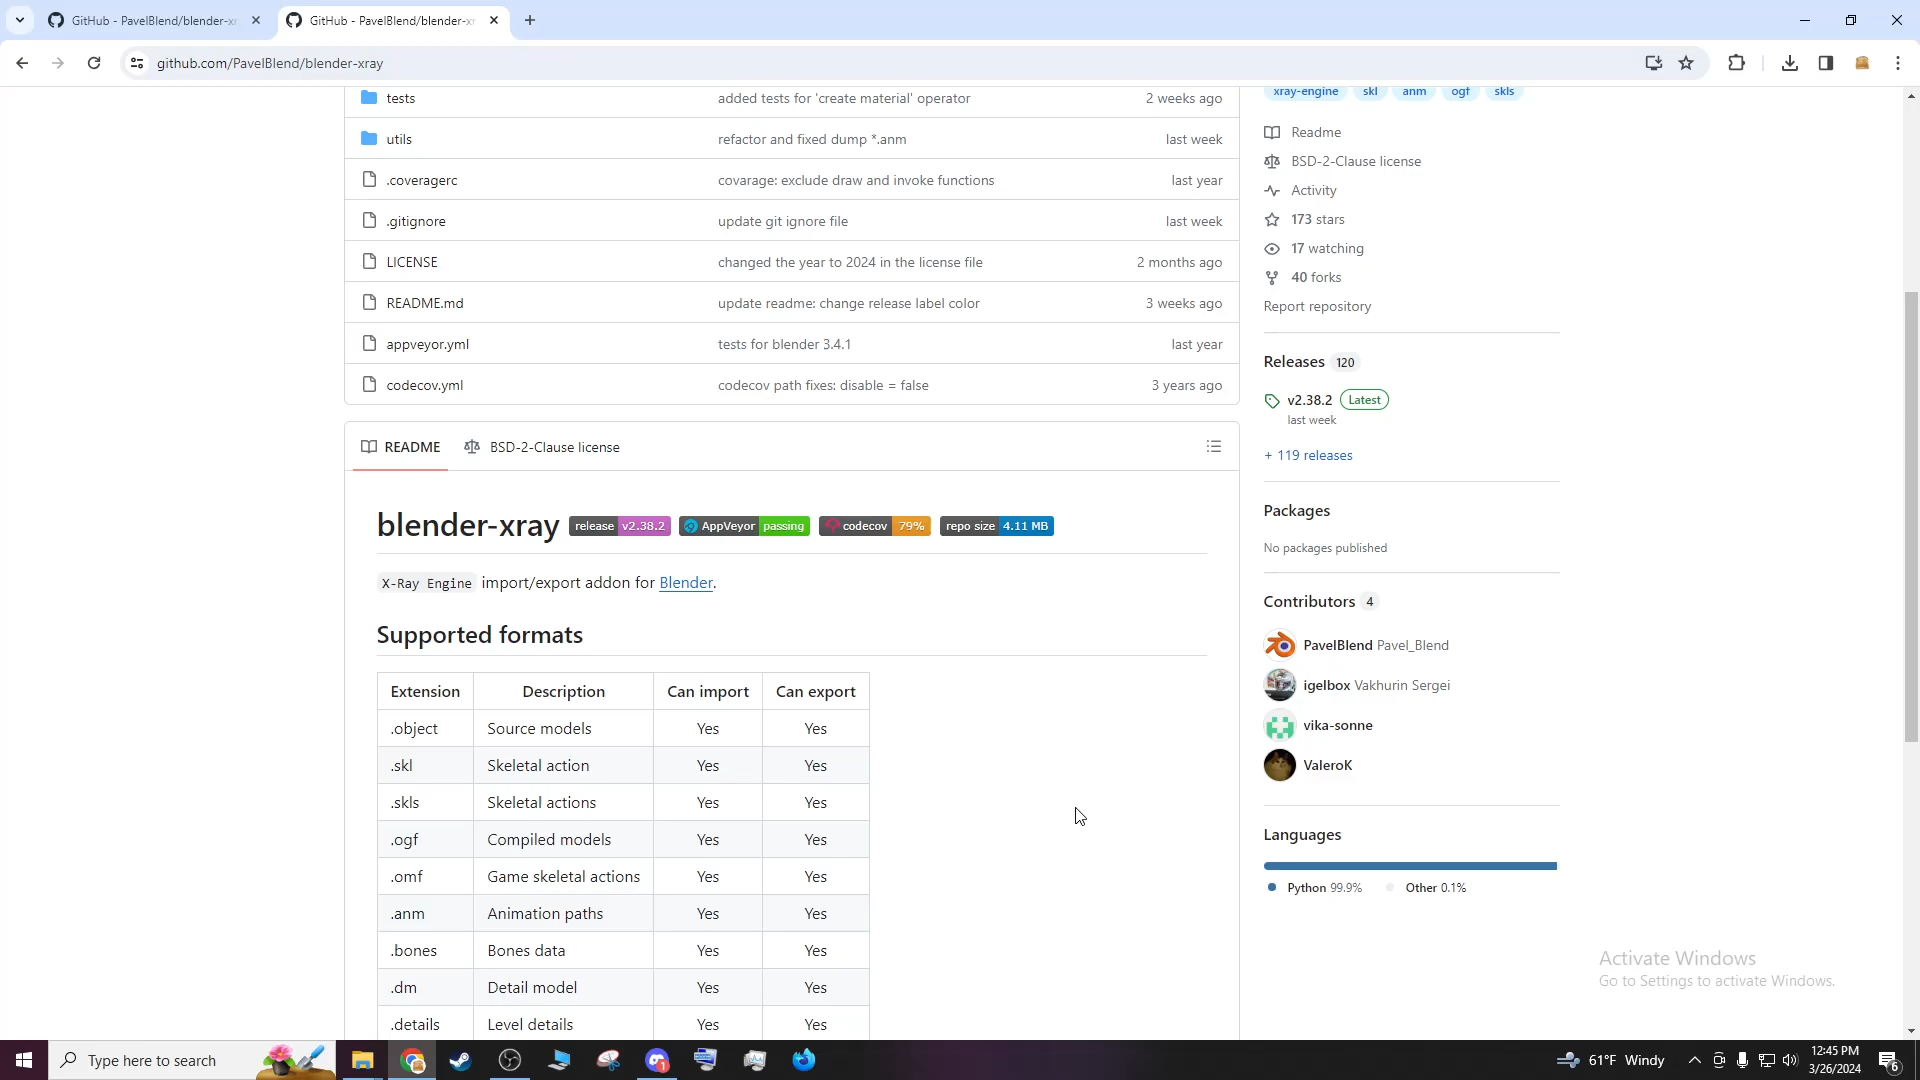 GitHub - PavelBlend/blender-x
GitHub - PavelBlend/blender-x
github.com/PavelBlend/blender-xray
tests
added tests for 'create material' operator
2 weeks ago
utils
refactor and fixed dump *.anm
last week
.coveragerc
covarage: exclude draw and invoke functions
last year
.gitignore
update git ignore file
last week
LICENSE
changed the year to 2024 in the license file
2 months ago
README.md
update readme: change release label color
3 weeks ago
appveyor.yml
tests for blender 3.4.1
last year
codecov.yml
codecov path fixes: disable = false
3 years ago
README
BSD-2-Clause license
blender-xray
release v2.38.2
AppVeyor passing
codecov 79%
repo size 4.11 MB
X-Ray Engine import/export addon for Blender.
Supported formats
Extension Description Can import Can export
.object Source models Yes Yes
.skl Skeletal action Yes Yes
.skls Skeletal actions Yes Yes
.ogf Compiled models Yes Yes
.omf Game skeletal actions Yes Yes
.anm Animation paths Yes Yes
.bones Bones data Yes Yes
.dm Detail model Yes Yes
.details Level details Yes Yes
xray-engine skl anm ogf skls
Readme
BSD-2-Clause license
Activity
173 stars
17 watching
40 forks
Report repository
Releases 120
v2.38.2 Latest
last week
+ 119 releases
Packages
No packages published
Contributors 4
PavelBlend Pavel_Blend
igelbox Vakhurin Sergei
vika-sonne
ValeroK
Languages
Python 99.9%
Other 0.1%
Activate Windows
Go to Settings to activate Windows.
Type here to search
1
61°F Windy
12:45 PM
3/26/2024
6